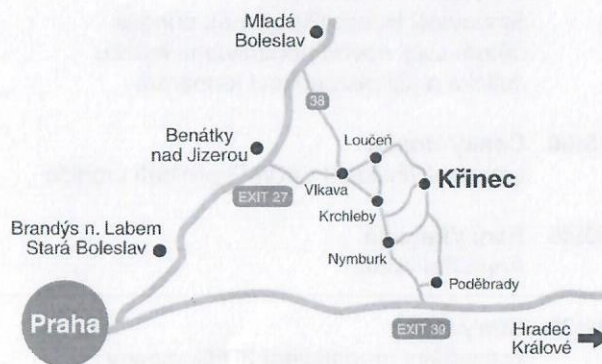 Mladá
Boleslav
38
Benátky
nad Jizerou
Loučeň
EXIT 27
Vlkava
Křinec
Krchleby
Brandýs n. Labem
Stará Boleslav
Nymburk
Poděbrady
Praha
EXIT 39
Hradec
Králové